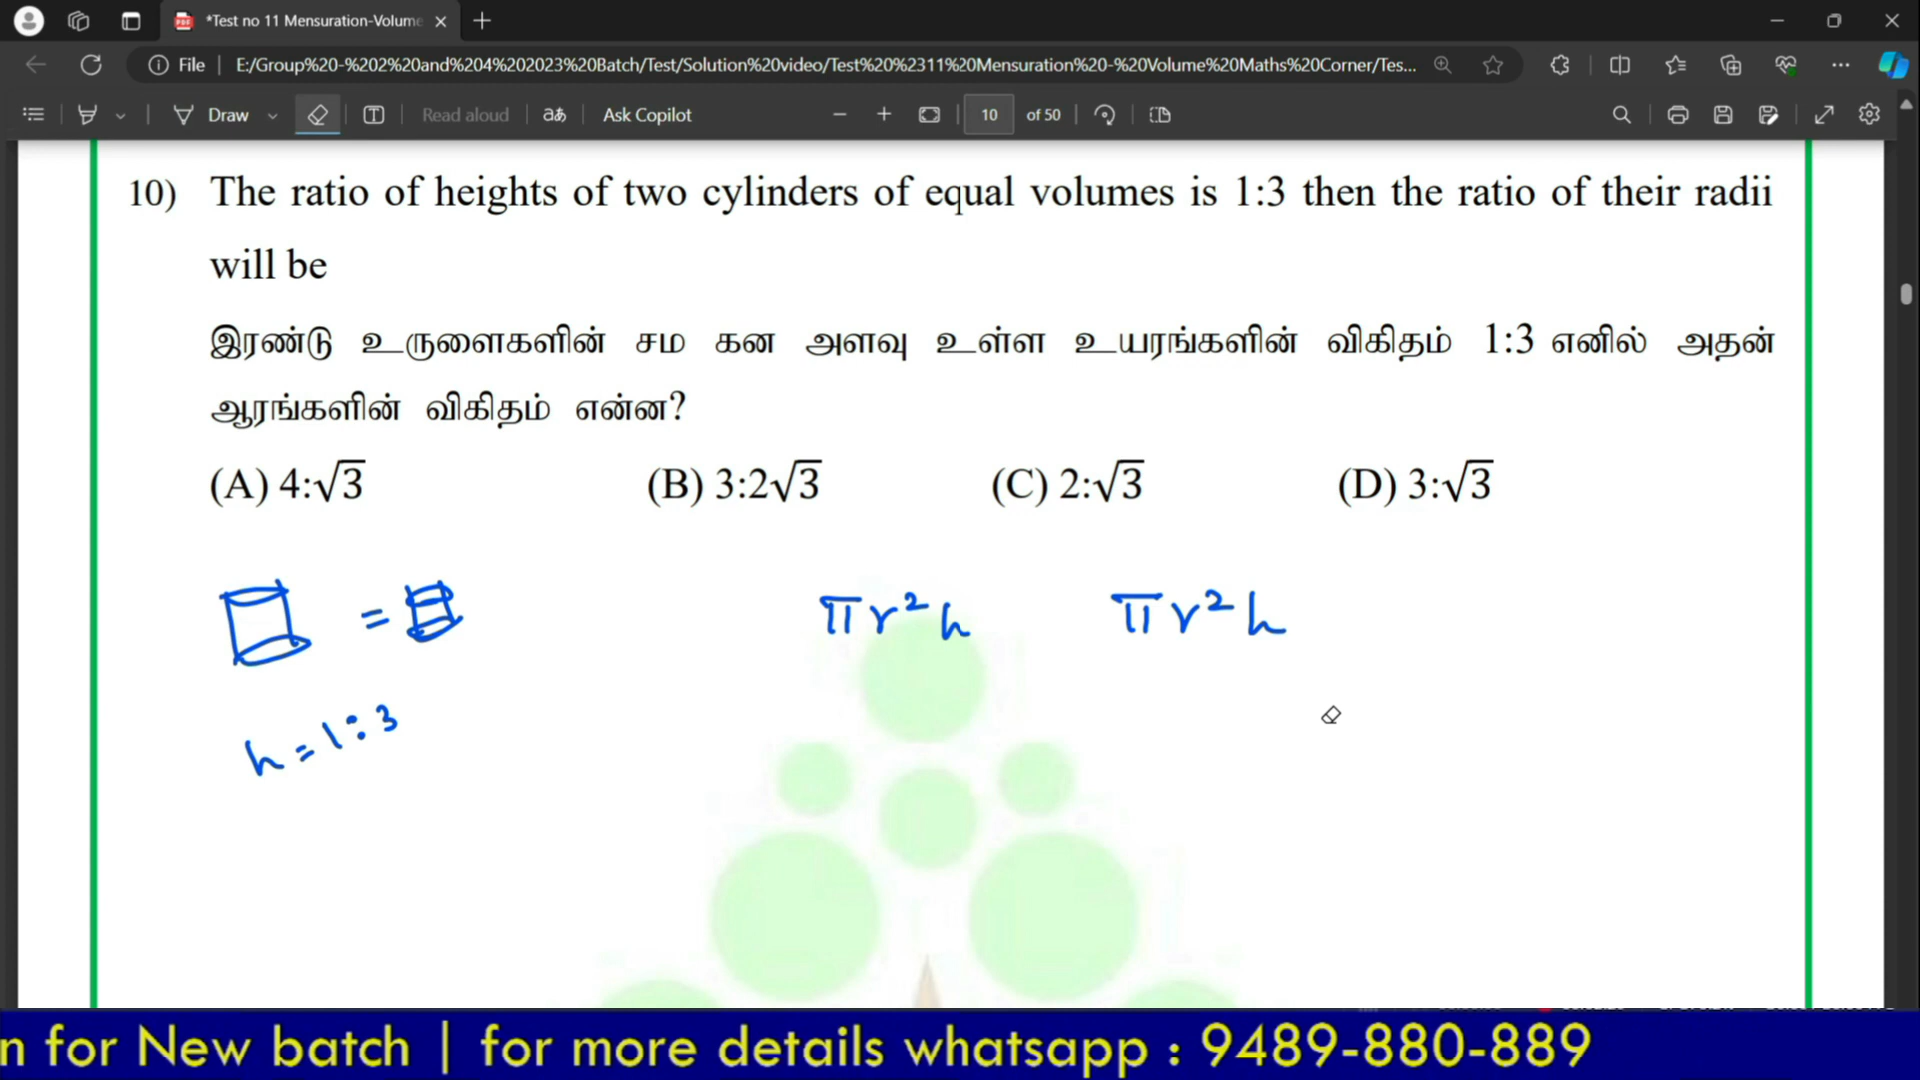 *Test no 11 Mensuration-Volume
File E:/Group%20-%202%20and%204%202023%20Batch/Test/Solution%20video/Test%20%2311%20Mensuration%20-%20Volume%20Maths%20Corner/Tes...
Draw Read aloud aあ Ask Copilot 10 of 50
10) The ratio of heights of two cylinders of equal volumes is 1:3 then the ratio of their radii
will be
இரண்டு உருளைகளின் சம கன அளவு உள்ள உயரங்களின் விகிதம் 1:3 எனில் அதன்
ஆரங்களின் விகிதம் என்ன?
(A) 4:√3 (B) 3:2√3 (C) 2:√3 (D) 3:√3
= πr²h πr²h
h = 1:3
n for New batch | for more details whatsapp : 9489-880-889